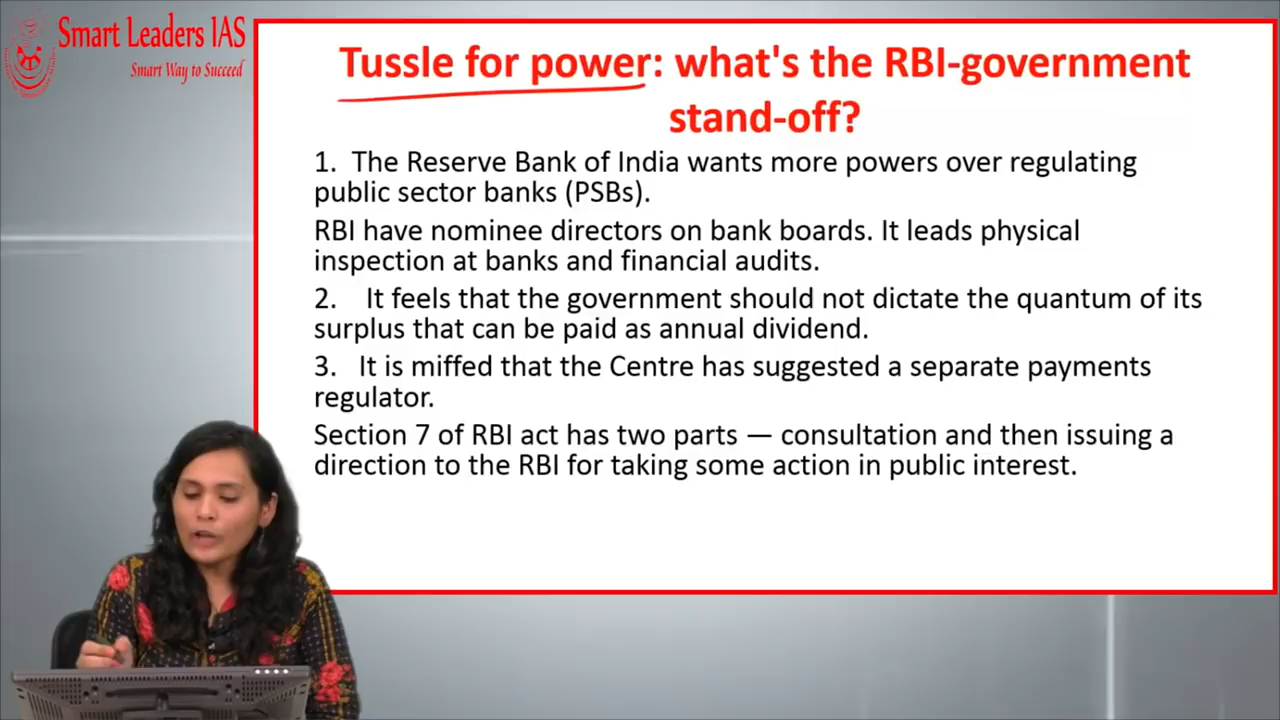 Smart Leaders IAS
Smart Way to Succeed
Tussle for power: what's the RBI-government
stand-off?
1. The Reserve Bank of India wants more powers over regulating
public sector banks (PSBs).
RBI have nominee directors on bank boards. It leads physical
inspection at banks and financial audits.
2. It feels that the government should not dictate the quantum of its
surplus that can be paid as annual dividend.
3. It is miffed that the Centre has suggested a separate payments
regulator.
Section 7 of RBI act has two parts — consultation and then issuing a
direction to the RBI for taking some action in public interest.